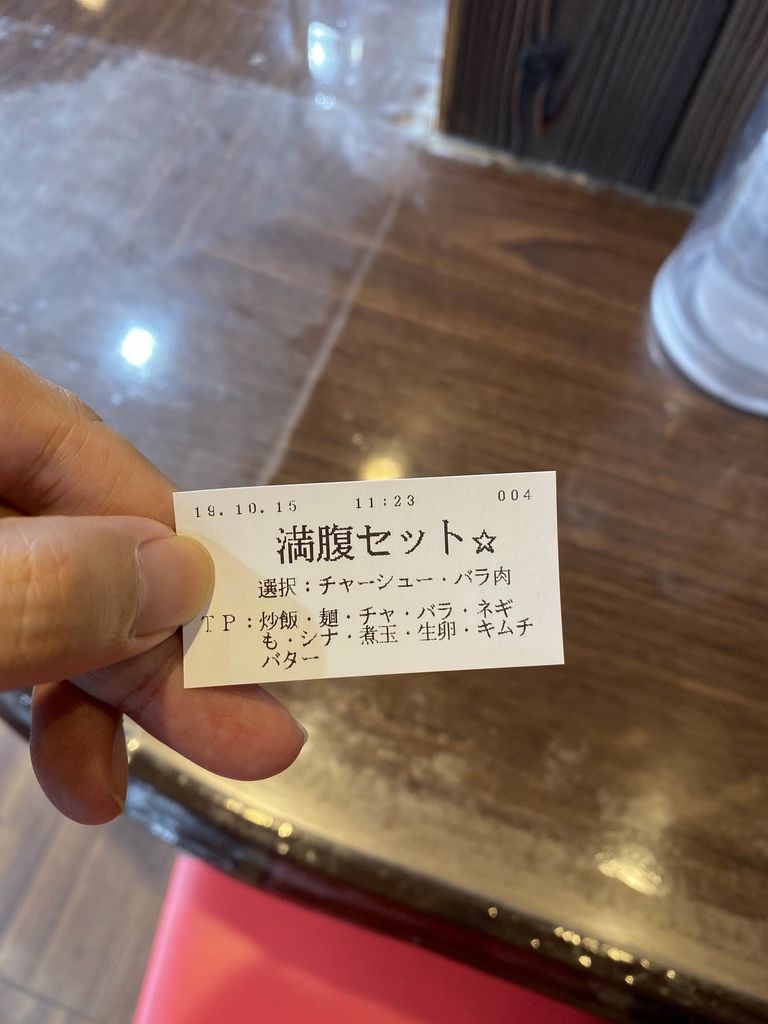 19.10.15 11:23 004
満腹セット☆
選択：チャーシュー・バラ肉
TP：炒飯・麺・チャ・バラ・ネギ
も・シナ・煮玉・生卵・キムチ
バター